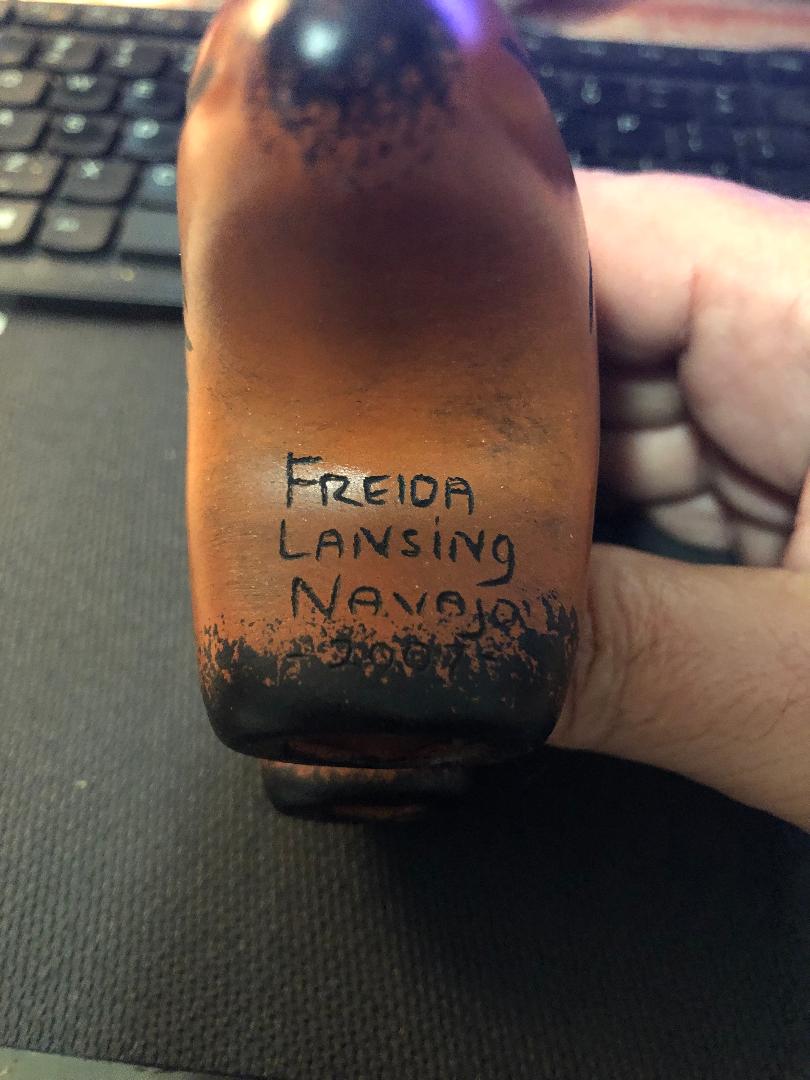 FREIDA
LANSiNg
NAVAjo
-2007-